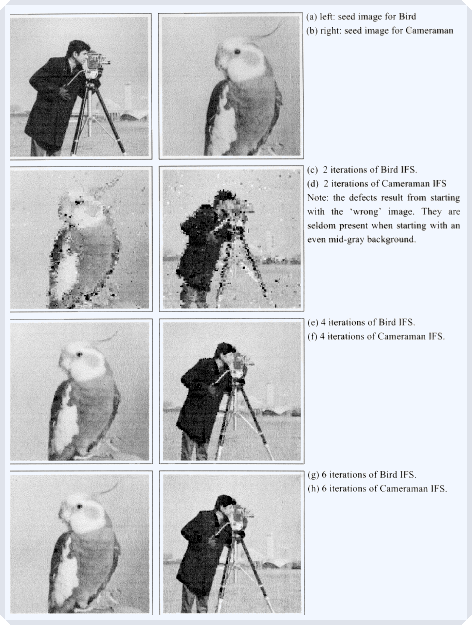 (a) left: seed image for Bird
(b) right: seed image for Cameraman
(c) 2 iterations of Bird IFS.
(d) 2 iterations of Cameraman IFS
Note: the defects result from starting
with the 'wrong' image. They are
seldom present when starting with an
even mid-gray background.
(e) 4 iterations of Bird IFS.
(f) 4 iterations of Cameraman IFS.
(g) 6 iterations of Bird IFS.
(h) 6 iterations of Cameraman IFS.